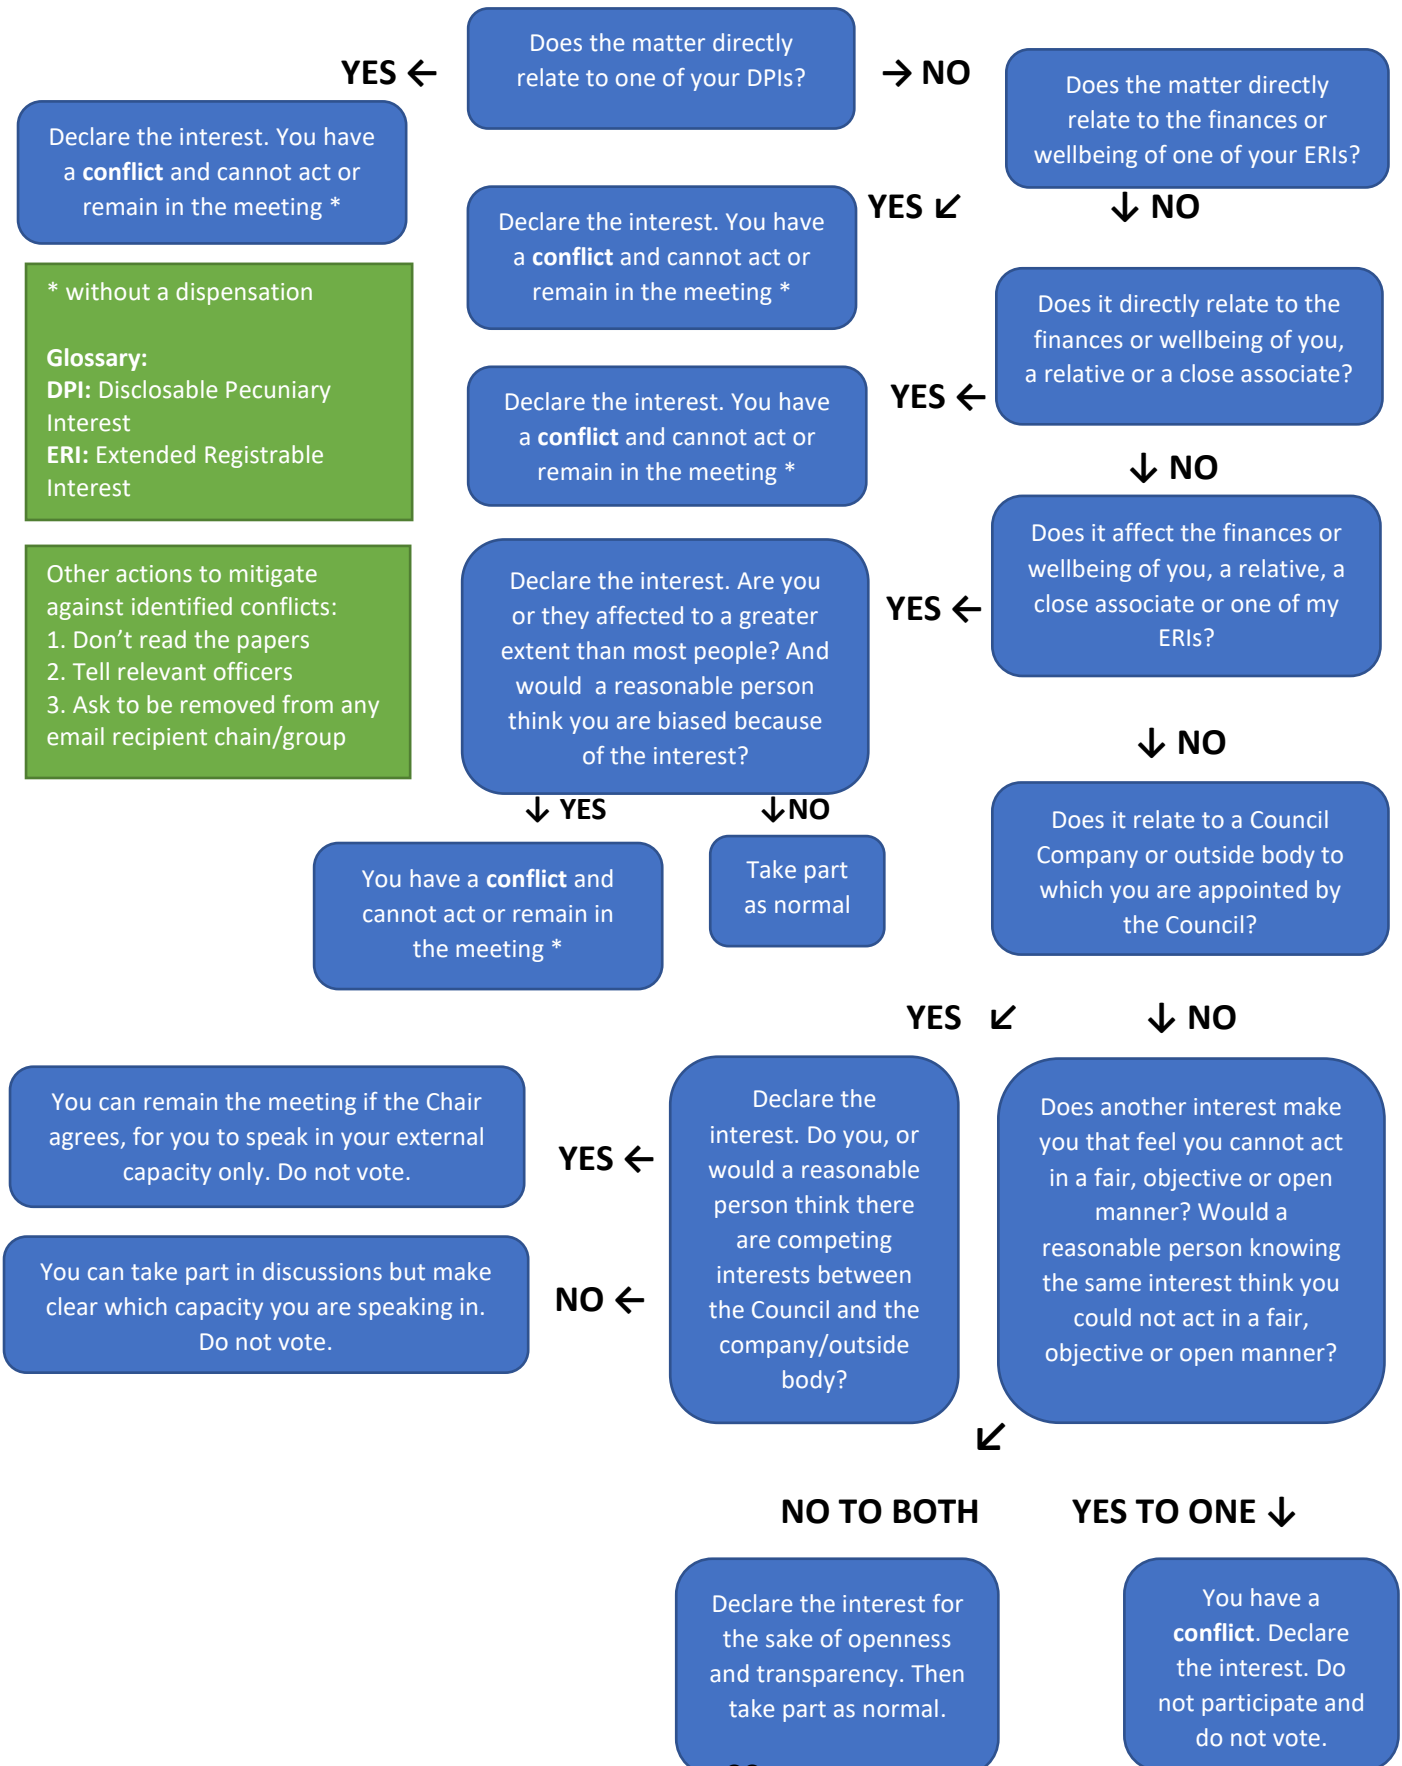 Does the matter directly
relate to one of your DPIs?
YES ←
→ NO
Does the matter directly
relate to the finances or
wellbeing of one of your ERIs?
Declare the interest. You have
a conflict and cannot act or
remain in the meeting *
YES ↙
↓ NO
Declare the interest. You have
a conflict and cannot act or
remain in the meeting *
* without a dispensation
Glossary:
DPI: Disclosable Pecuniary
Interest
ERI: Extended Registrable
Interest
Does it directly relate to the
finances or wellbeing of you,
a relative or a close associate?
YES ←
Declare the interest. You have
a conflict and cannot act or
remain in the meeting *
↓ NO
Does it affect the finances or
wellbeing of you, a relative, a
close associate or one of my
ERIs?
YES ←
Declare the interest. Are you
or they affected to a greater
extent than most people? And
would  a reasonable person
think you are biased because
of the interest?
Other actions to mitigate
against identified conflicts:
1. Don’t read the papers
2. Tell relevant officers
3. Ask to be removed from any
email recipient chain/group
↓ NO
↓ YES
↓NO
You have a conflict and
cannot act or remain in
the meeting *
Take part
as normal
Does it relate to a Council
Company or outside body to
which you are appointed by
the Council?
YES ↙
↓ NO
Declare the
interest. Do you, or
would a reasonable
person think there
are competing
interests between
the Council and the
company/outside
body?
Does another interest make
you that feel you cannot act
in a fair, objective or open
manner? Would a
reasonable person knowing
the same interest think you
could not act in a fair,
objective or open manner?
YES ←
You can remain the meeting if the Chair
agrees, for you to speak in your external
capacity only. Do not vote.
NO ←
You can take part in discussions but make
clear which capacity you are speaking in.
Do not vote.
↙
NO TO BOTH
YES TO ONE ↓
Declare the interest for
the sake of openness
and transparency. Then
take part as normal.
You have a
conflict. Declare
the interest. Do
not participate and
do not vote.